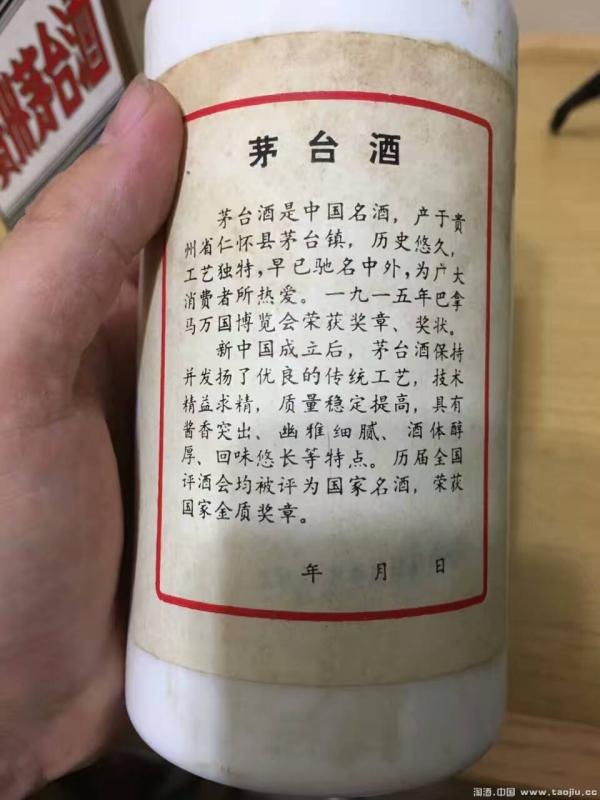 贵州茅台酒
茅台酒
茅台酒是中国名酒，产于贵
州省仁怀县茅台镇，历史悠久，
工艺独特，早已驰名中外，为广大
消费者所热爱。一九一五年巴拿
马万国博览会荣获奖章、奖状。
新中国成立后，茅台酒保持
并发扬了优良的传统工艺，技术
精益求精，质量稳定提高，具有
酱香突出、幽雅细腻、酒体醇
厚、回味悠长等特点。历届全国
评酒会均被评为国家名酒，荣获
国家金质奖章。
年 月 日
淘酒.中国 www.taojiu.cc